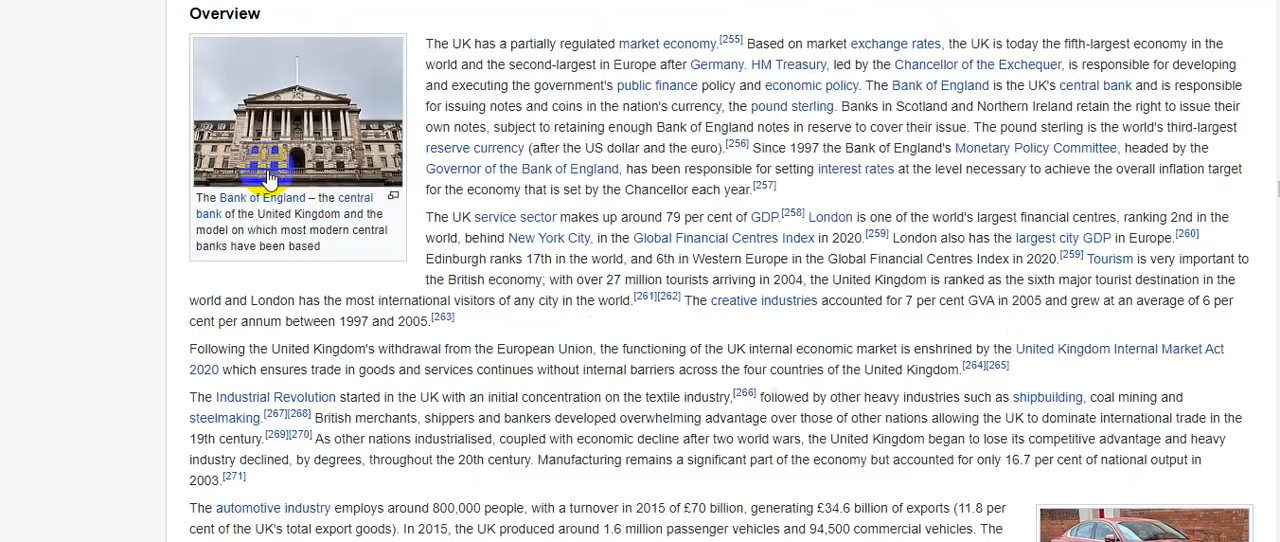 Overview
The UK has a partially regulated market economy.[255] Based on market exchange rates, the UK is today the fifth-largest economy in the
world and the second-largest in Europe after Germany. HM Treasury, led by the Chancellor of the Exchequer, is responsible for developing
and executing the government's public finance policy and economic policy. The Bank of England is the UK's central bank and is responsible
for issuing notes and coins in the nation's currency, the pound sterling. Banks in Scotland and Northern Ireland retain the right to issue their
own notes, subject to retaining enough Bank of England notes in reserve to cover their issue. The pound sterling is the world's third-largest
reserve currency (after the US dollar and the euro).[256] Since 1997 the Bank of England's Monetary Policy Committee, headed by the
Governor of the Bank of England, has been responsible for setting interest rates at the level necessary to achieve the overall inflation target
for the economy that is set by the Chancellor each year.[257]
The Bank of England – the central
bank of the United Kingdom and the
model on which most modern central
banks have been based
The UK service sector makes up around 79 per cent of GDP.[258] London is one of the world's largest financial centres, ranking 2nd in the
world, behind New York City, in the Global Financial Centres Index in 2020.[259] London also has the largest city GDP in Europe.[260]
Edinburgh ranks 17th in the world, and 6th in Western Europe in the Global Financial Centres Index in 2020.[259] Tourism is very important to
the British economy; with over 27 million tourists arriving in 2004, the United Kingdom is ranked as the sixth major tourist destination in the
world and London has the most international visitors of any city in the world.[261][262] The creative industries accounted for 7 per cent GVA in 2005 and grew at an average of 6 per
cent per annum between 1997 and 2005.[263]
Following the United Kingdom's withdrawal from the European Union, the functioning of the UK internal economic market is enshrined by the United Kingdom Internal Market Act
2020 which ensures trade in goods and services continues without internal barriers across the four countries of the United Kingdom.[264][265]
The Industrial Revolution started in the UK with an initial concentration on the textile industry,[266] followed by other heavy industries such as shipbuilding, coal mining and
steelmaking.[267][268] British merchants, shippers and bankers developed overwhelming advantage over those of other nations allowing the UK to dominate international trade in the
19th century.[269][270] As other nations industrialised, coupled with economic decline after two world wars, the United Kingdom began to lose its competitive advantage and heavy
industry declined, by degrees, throughout the 20th century. Manufacturing remains a significant part of the economy but accounted for only 16.7 per cent of national output in
2003.[271]
The automotive industry employs around 800,000 people, with a turnover in 2015 of £70 billion, generating £34.6 billion of exports (11.8 per
cent of the UK's total export goods). In 2015, the UK produced around 1.6 million passenger vehicles and 94,500 commercial vehicles. The